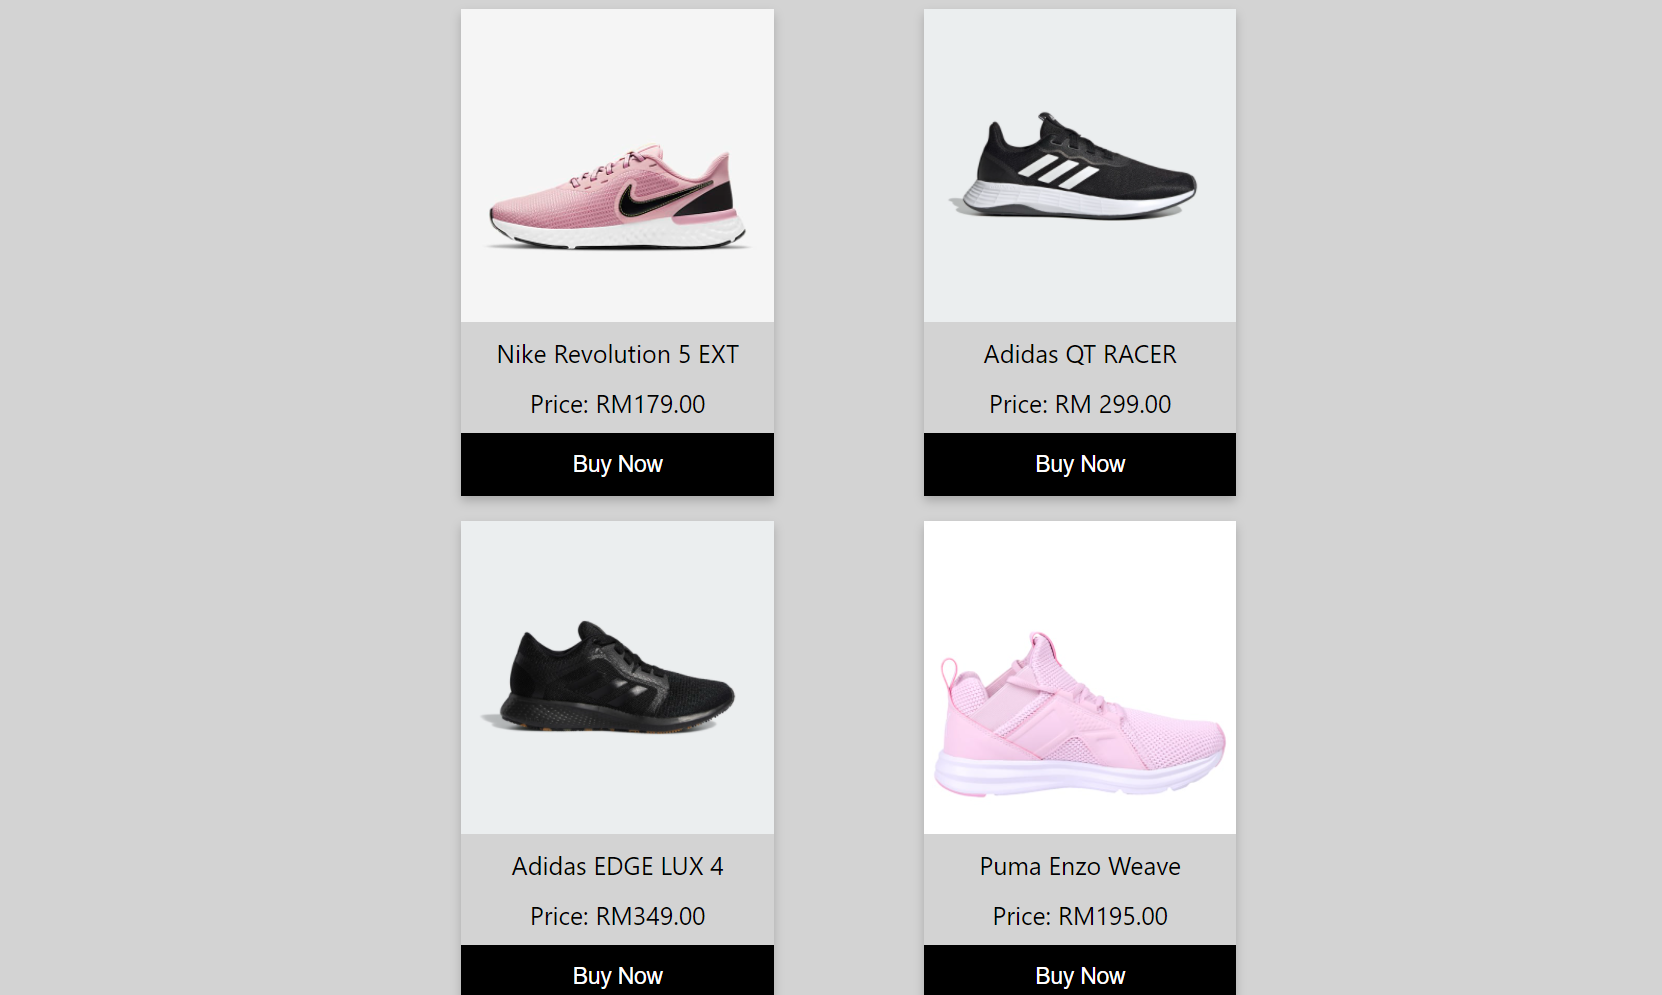 Nike Revolution 5 EXT
Price: RM179.00
Buy Now
Adidas QT RACER
Price: RM 299.00
Buy Now
Adidas EDGE LUX 4
Price: RM349.00
Buy Now
Puma Enzo Weave
Price: RM195.00
Buy Now